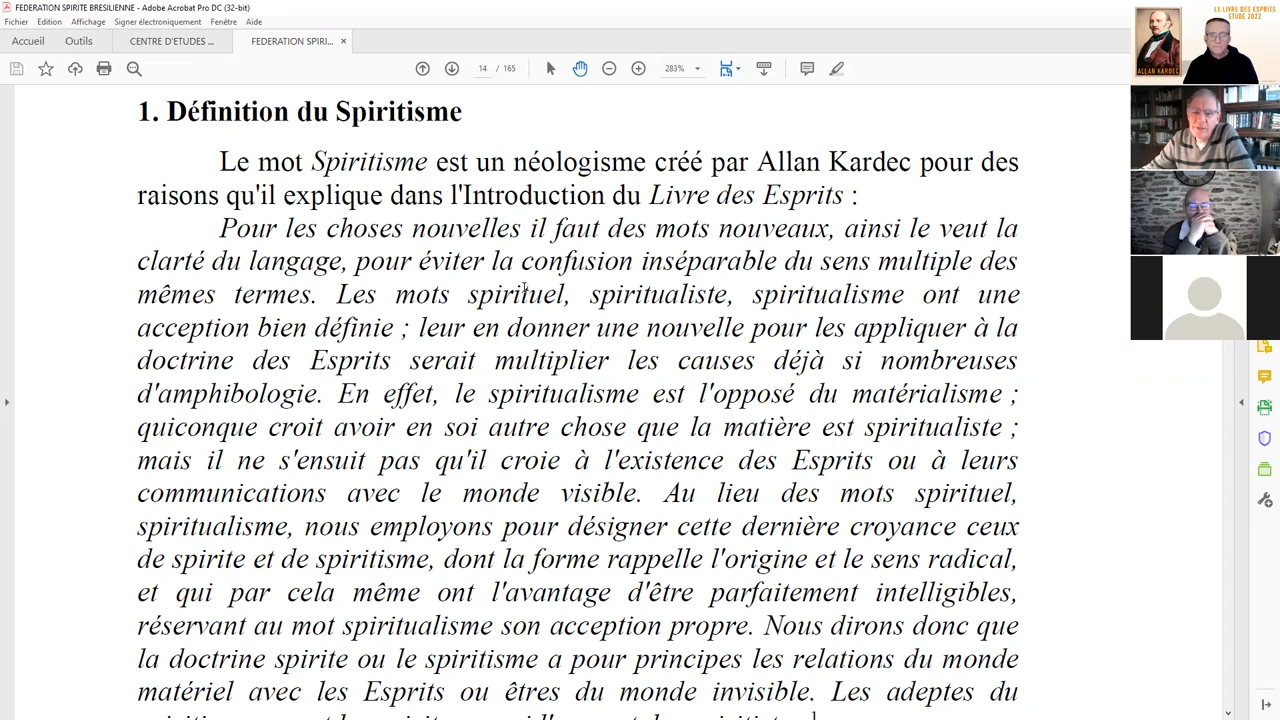 FEDERATION SPIRITE BRESILIENNE - Adobe Acrobat Pro DC (32-bit)
Fichier Edition Affichage Signer électroniquement Fenêtre Aide
Accueil Outils CENTRE D'ETUDES ... FEDERATION SPIRI... ×
14 / 165 283%
LE LIVRE DES ESPRITS
ETUDE 2022
ALLAN KARDEC
1. Définition du Spiritisme
Le mot Spiritisme est un néologisme créé par Allan Kardec pour des
raisons qu'il explique dans l'Introduction du Livre des Esprits :
Pour les choses nouvelles il faut des mots nouveaux, ainsi le veut la
clarté du langage, pour éviter la confusion inséparable du sens multiple des
mêmes termes. Les mots spirituel, spiritualiste, spiritualisme ont une
acception bien définie ; leur en donner une nouvelle pour les appliquer à la
doctrine des Esprits serait multiplier les causes déjà si nombreuses
d'amphibologie. En effet, le spiritualisme est l'opposé du matérialisme ;
quiconque croit avoir en soi autre chose que la matière est spiritualiste ;
mais il ne s'ensuit pas qu'il croie à l'existence des Esprits ou à leurs
communications avec le monde visible. Au lieu des mots spirituel,
spiritualisme, nous employons pour désigner cette dernière croyance ceux
de spirite et de spiritisme, dont la forme rappelle l'origine et le sens radical,
et qui par cela même ont l'avantage d'être parfaitement intelligibles,
réservant au mot spiritualisme son acception propre. Nous dirons donc que
la doctrine spirite ou le spiritisme a pour principes les relations du monde
matériel avec les Esprits ou êtres du monde invisible. Les adeptes du